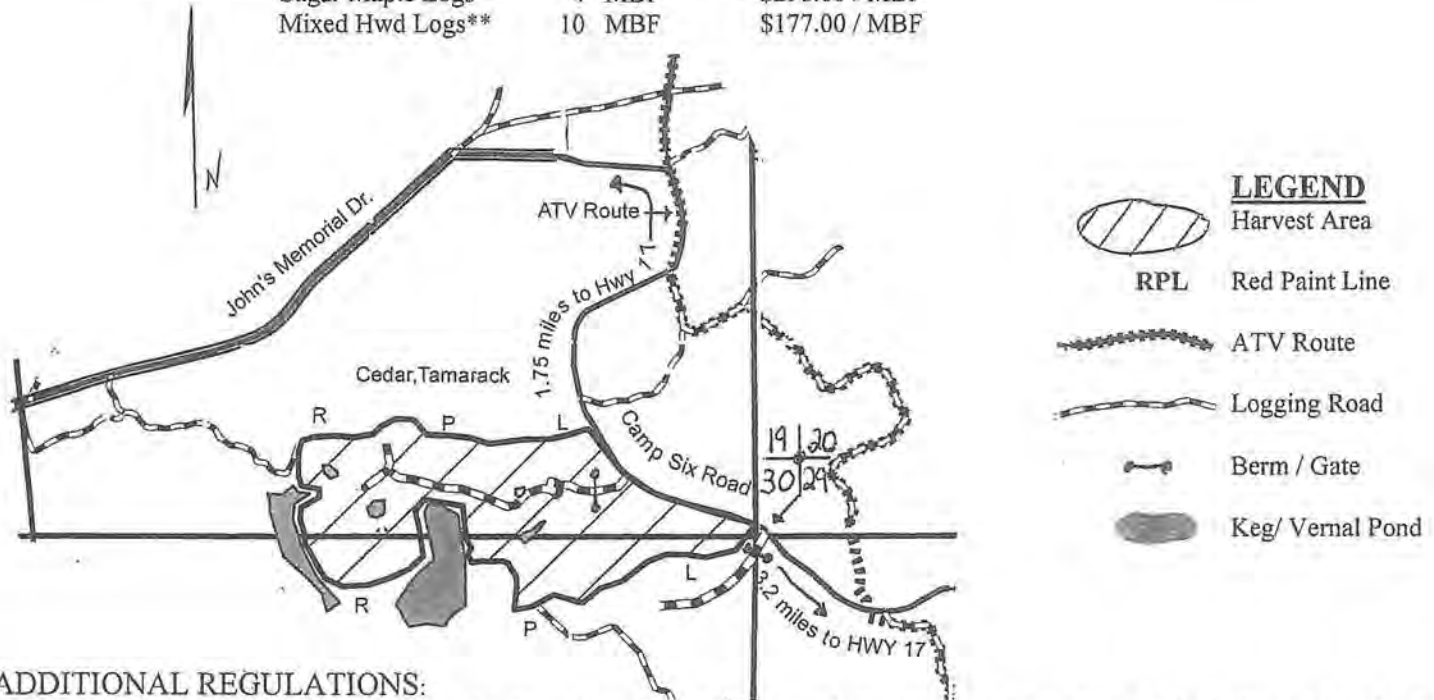 Mixed Hwd Logs** 10 MBF $177.00 / MBF
N
John's Memorial Dr.
ATV Route
1.75 miles to Hwy 17
Cedar,Tamarack
Camp Six Road
19 20
30 29
R P L
R P L
3.2 miles to HWY 17
LEGEND
Harvest Area
RPL Red Paint Line
ATV Route
Logging Road
Berm / Gate
Keg/ Vernal Pond
ADDITIONAL REGULATIONS: